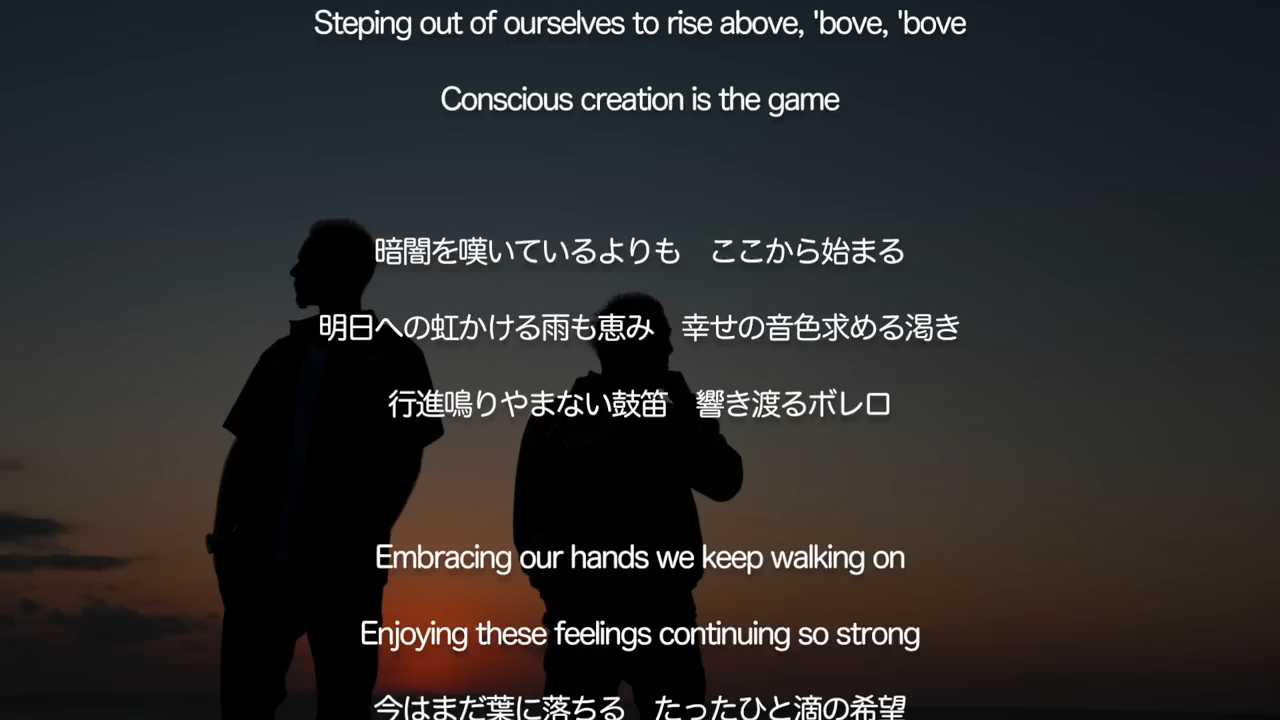 Steping out of ourselves to rise above, 'bove, 'bove
Conscious creation is the game
暗闇を嘆いているよりも　ここから始まる
明日への虹かける雨も恵み　幸せの音色求める渇き
行進鳴りやまない鼓笛　響き渡るボレロ
Embracing our hands we keep walking on
Enjoying these feelings continuing so strong
今はまだ葉に落ちる　たったひと滴の希望